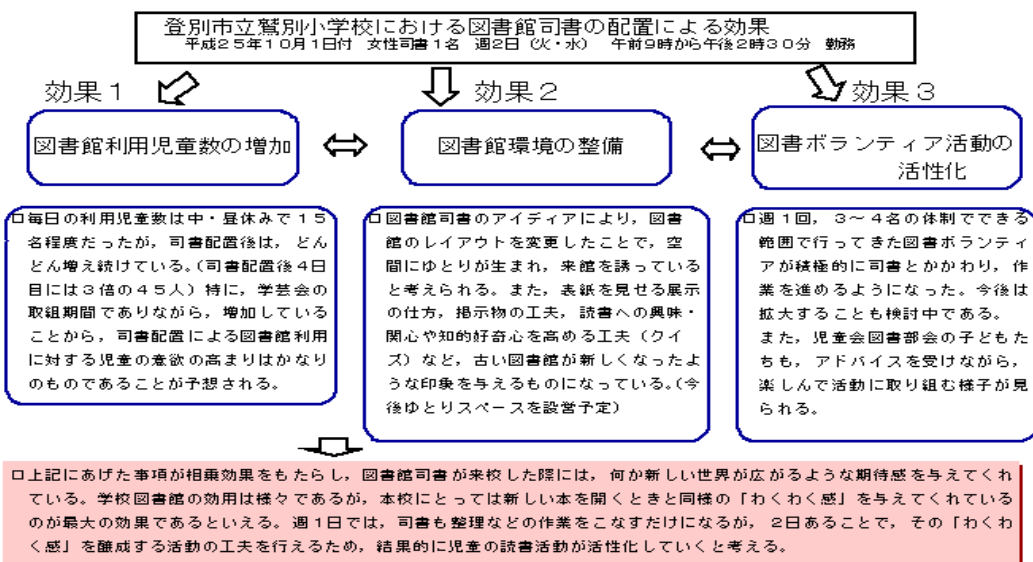 登別市立鷲別小学校における図書館司書の配置による効果
平成25年10月1日付 女性司書1名 週2日(火・水) 午前9時から午後2時30分 勤務
効果1
効果2
効果3
図書館利用児童数の増加
図書館環境の整備
図書ボランティア活動の
活性化
□毎日の利用児童数は中・昼休みで15
名程度だったが,司書配置後は,どん
どん増え続けている。(司書配置後4日
目には3倍の45人)特に,学芸会の
取組期間でありながら,増加している
ことから,司書配置による図書館利用
に対する児童の意欲の高まりはかなり
のものであることが予想される。
□図書館司書のアイディアにより,図書
館のレイアウトを変更したことで,空
間にゆとりが生まれ,来館を誘っている
と考えられる。また,表紙を見せる展示
の仕方,掲示物の工夫,読書への興味・
関心や知的好奇心を高める工夫(クイ
ズ)など,古い図書館が新しくなったよ
うな印象を与えるものになっている。(今
後ゆとりスペースを設営予定)
□週1回,3~4名の体制でできる
範囲で行ってきた図書ボランティ
アが積極的に司書とかかわり,作
業を進めるようになった。今後は
拡大することも検討中である。
また,児童会図書部会の子どもた
ちも,アドバイスを受けながら,
楽しんで活動に取り組む様子が見
られる。
□上記にあげた事項が相乗効果をもたらし,図書館司書が来校した際には,何か新しい世界が広がるような期待感を与えてくれ
ている。学校図書館の効用は様々であるが,本校にとっては新しい本を開くときと同様の「わくわく感」を与えてくれている
のが最大の効果であるといえる。週1日では,司書も整理などの作業をこなすだけになるが,2日あることで,その「わくわ
く感」を醸成する活動の工夫を行えるため,結果的に児童の読書活動が活性化していくと考える。